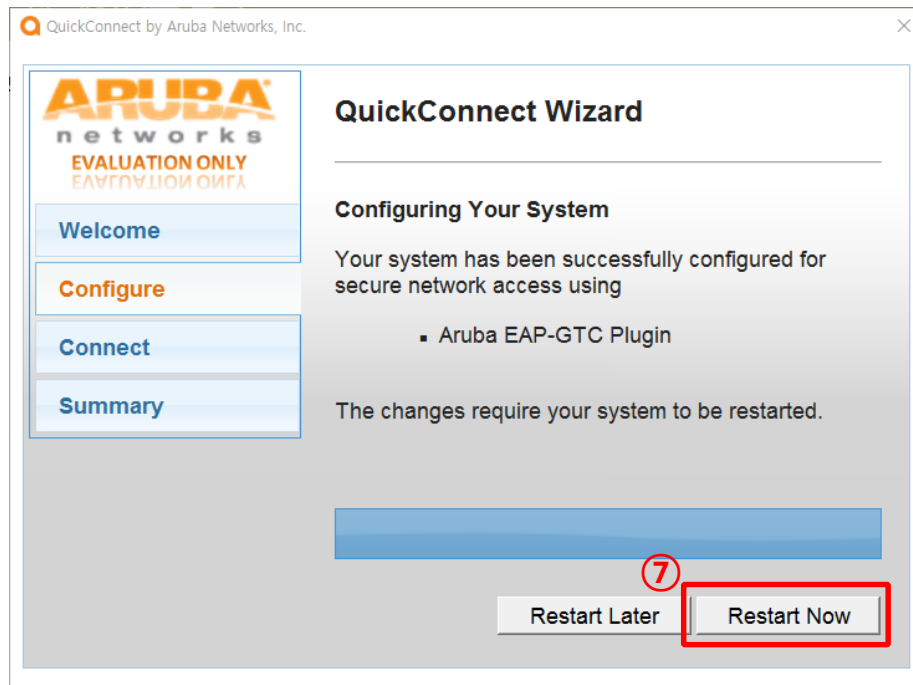 QuickConnect by Aruba Networks, Inc.
ARUBA
networks
EVALUATION ONLY
Welcome
Configure
Connect
Summary
QuickConnect Wizard
Configuring Your System
Your system has been successfully configured for
secure network access using
▪ Aruba EAP-GTC Plugin
The changes require your system to be restarted.
⑦
Restart Later
Restart Now